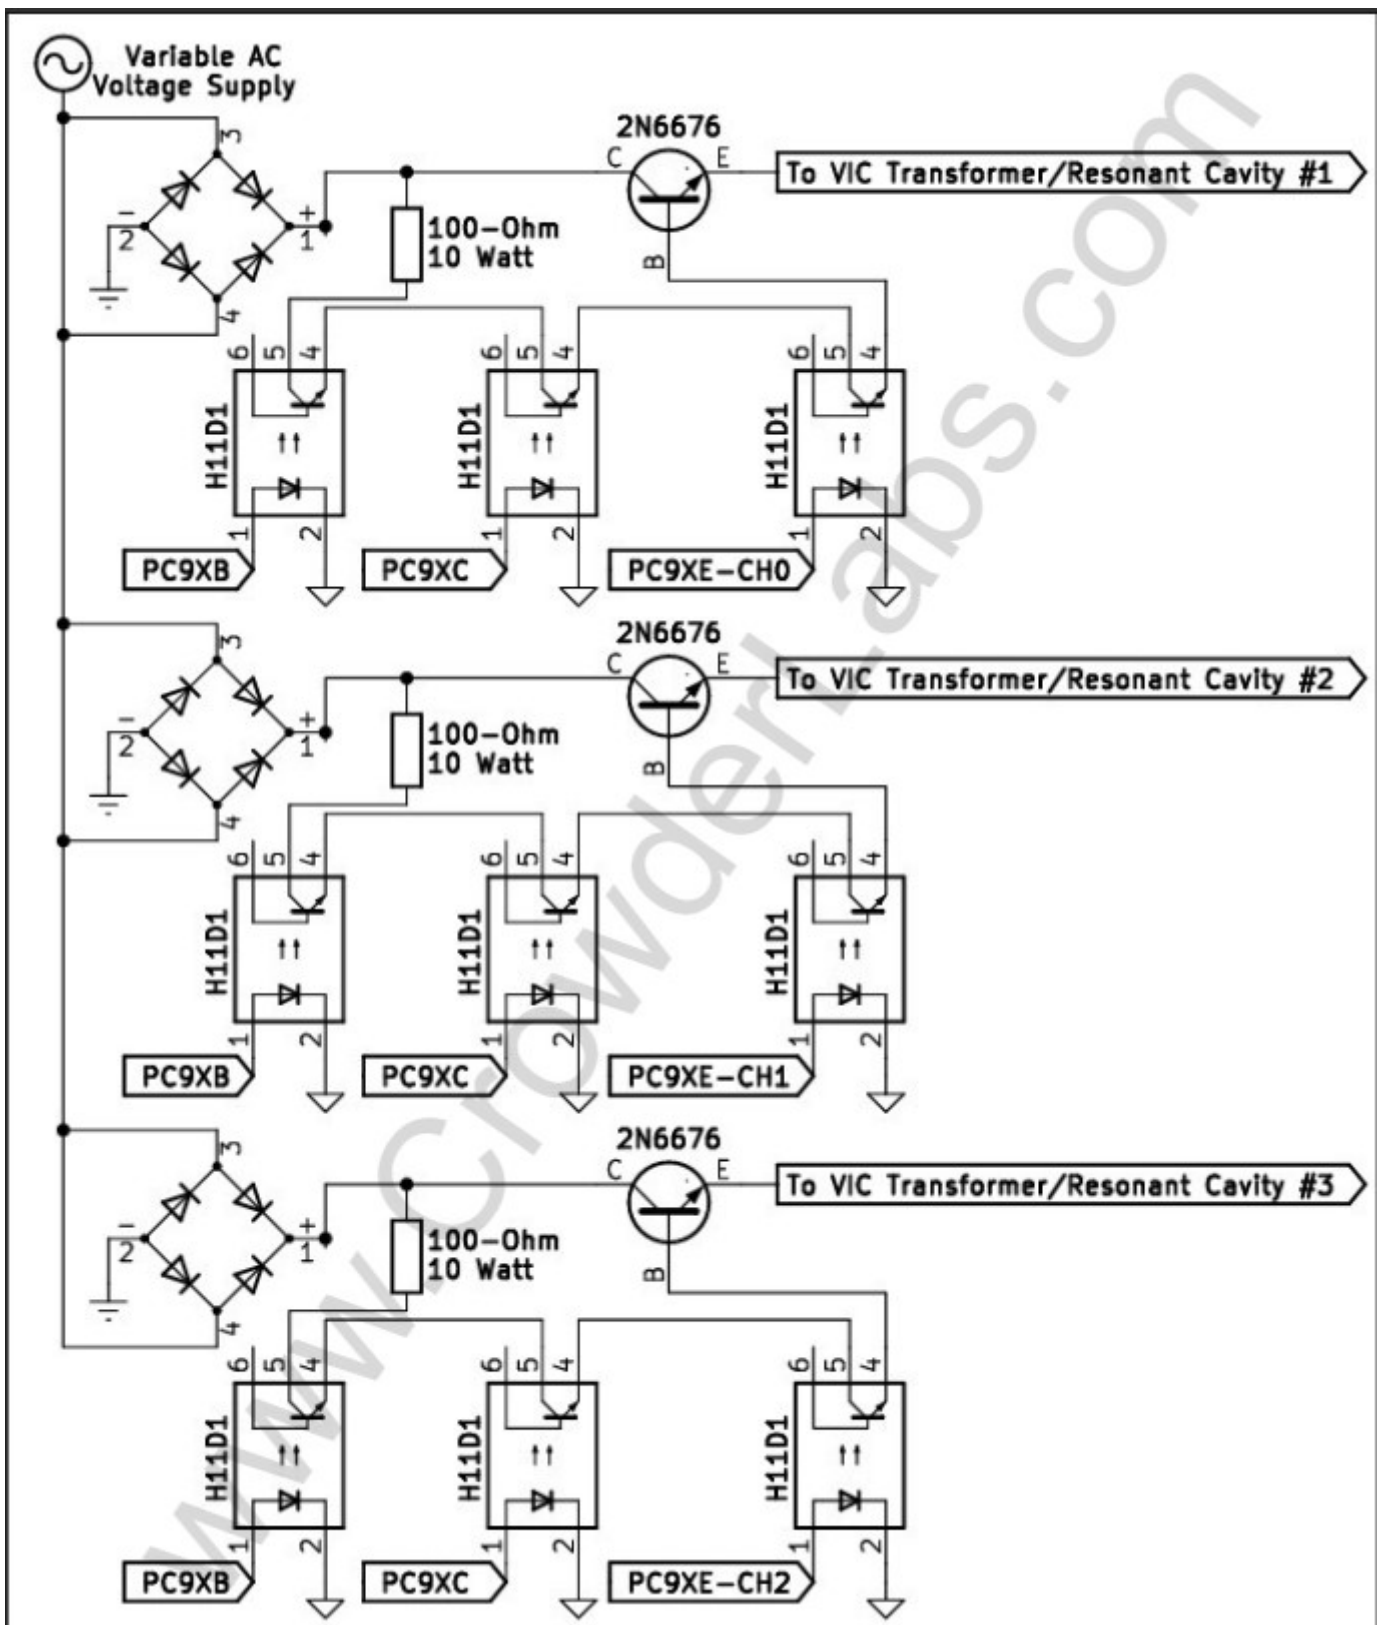 Variable AC
Voltage Supply
3
-
2
+
1
4
2N6676
C
E
B
To VIC Transformer/Resonant Cavity #1
100-Ohm
10 Watt
6
5
4
6
5
4
6
5
4
H11D1
H11D1
H11D1
1
2
1
2
1
2
PC9XB
PC9XC
PC9XE-CH0
3
-
2
+
1
4
2N6676
C
E
B
To VIC Transformer/Resonant Cavity #2
100-Ohm
10 Watt
6
5
4
6
5
4
6
5
4
H11D1
H11D1
H11D1
1
2
1
2
1
2
PC9XB
PC9XC
PC9XE-CH1
3
-
2
+
1
4
2N6676
C
E
B
To VIC Transformer/Resonant Cavity #3
100-Ohm
10 Watt
6
5
4
6
5
4
6
5
4
H11D1
H11D1
H11D1
1
2
1
2
1
2
PC9XB
PC9XC
PC9XE-CH2
www.CrowderLabs.com